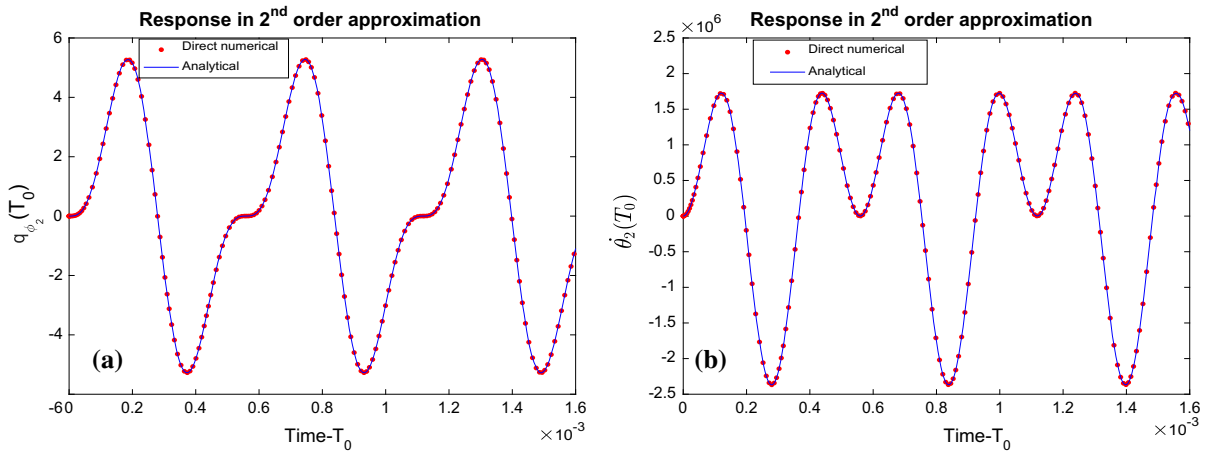 Response in 2nd order approximation
6
4
2
0
-2
-4
-6
q ϕ2 (T0)
Direct numerical
Analytical
(a)
0 0.2 0.4 0.6 0.8 1 1.2 1.4 1.6
Time-T0
×10-3
Response in 2nd order approximation
×106
2.5
2
1.5
1
0.5
0
-0.5
-1
-1.5
-2
-2.5
θ̇2(T0)
Direct numerical
Analytical
(b)
0 0.2 0.4 0.6 0.8 1 1.2 1.4 1.6
Time-T0
×10-3